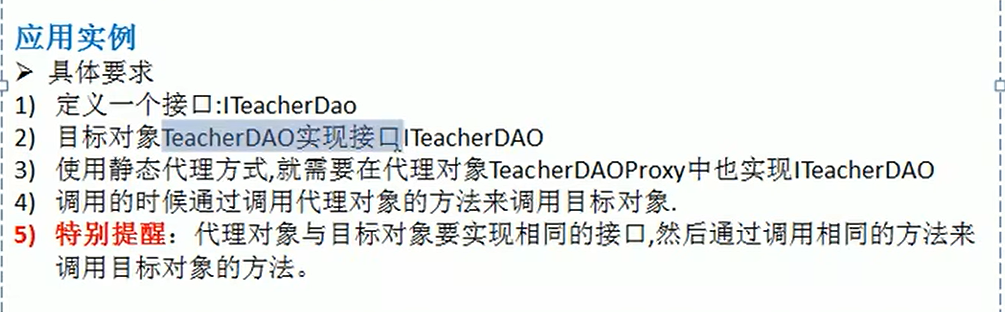 应用实例
➤ 具体要求
1) 定义一个接口:ITeacherDao
2) 目标对象TeacherDAO实现接口ITeacherDAO
3) 使用静态代理方式,就需要在代理对象TeacherDAOProxy中也实现ITeacherDAO
4) 调用的时候通过调用代理对象的方法来调用目标对象.
5) 特别提醒：代理对象与目标对象要实现相同的接口,然后通过调用相同的方法来
调用目标对象的方法。